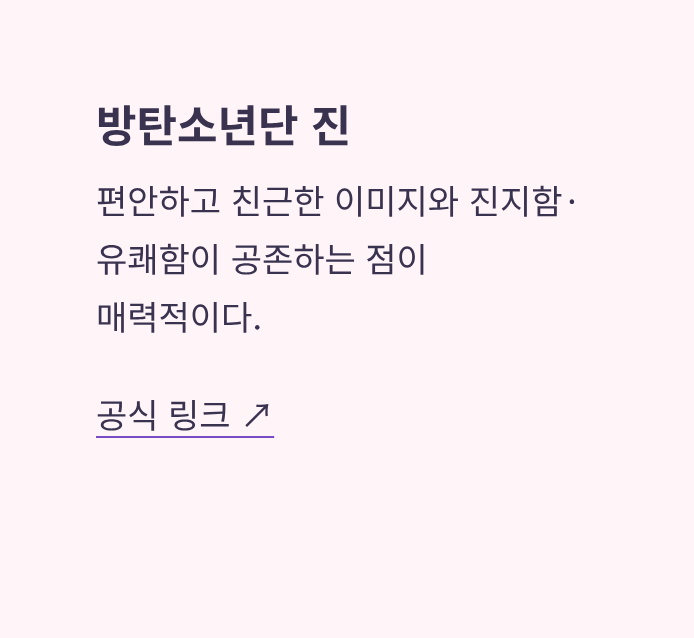 방탄소년단 진
편안하고 친근한 이미지와 진지함·
유쾌함이 공존하는 점이
매력적이다.
공식 링크 ↗